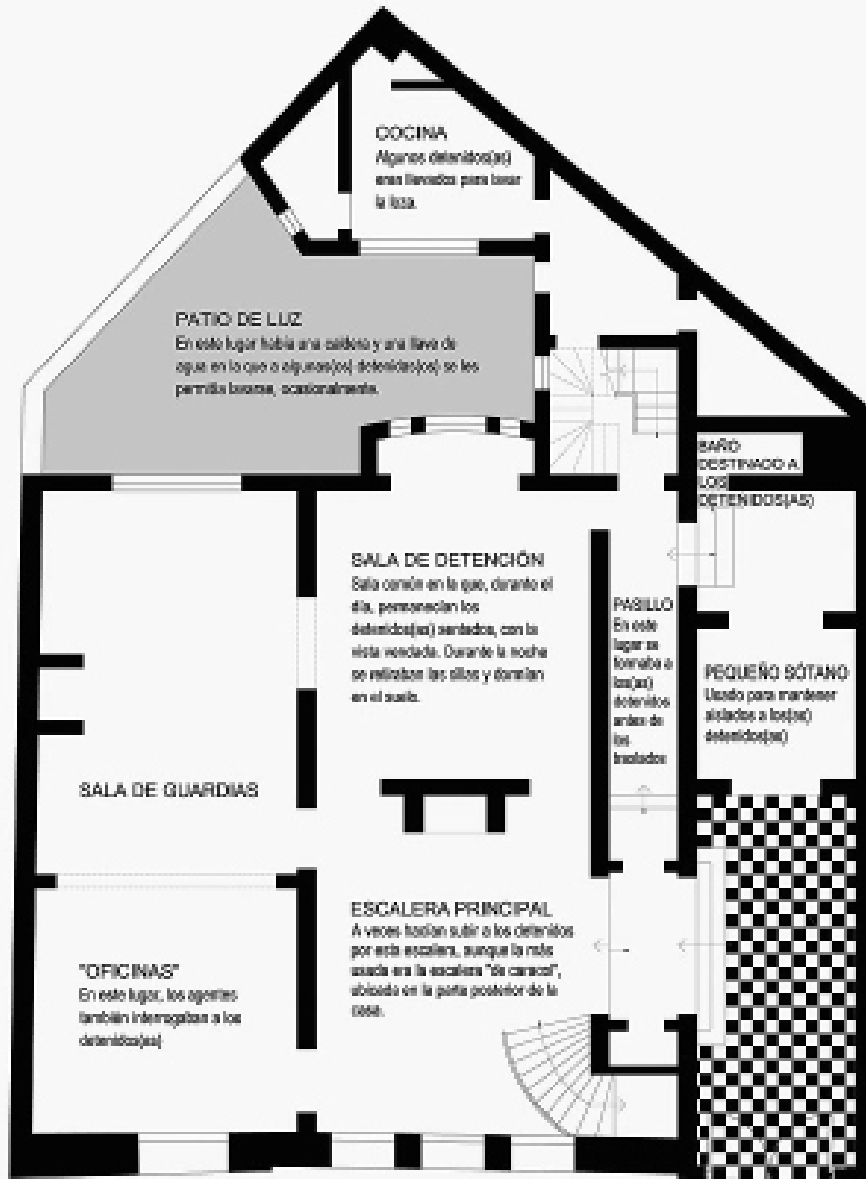 COCINA
Algunos detenidos(as)
eran llevados para lavar
la loza.
PATIO DE LUZ
En este lugar había una caldera y una llave de
agua en la que a algunas(os) detenidas(os) se les
permitía lavarse, ocasionalmente.
BAÑO
DESTINADO A
LOS
DETENIDOS(AS)
SALA DE DETENCIÓN
Sala común en la que, durante el
día, permanecían los
detenidos(as) sentados, con la
vista vendada. Durante la noche
se retiraban las sillas y dormían
en el suelo.
PASILLO
En este
lugar se
formaba a
los(as)
detenidos
antes de
los
traslados
PEQUEÑO SÓTANO
Usado para mantener
aislados a los(as)
detenidos(as)
SALA DE GUARDIAS
ESCALERA PRINCIPAL
A veces hacían subir a los detenidos
por esta escalera, aunque la más
usada era la escalera "de caracol",
ubicada en la parte posterior de la
casa.
"OFICINAS"
En este lugar, los agentes
también interrogaban a los
detenidos(as)